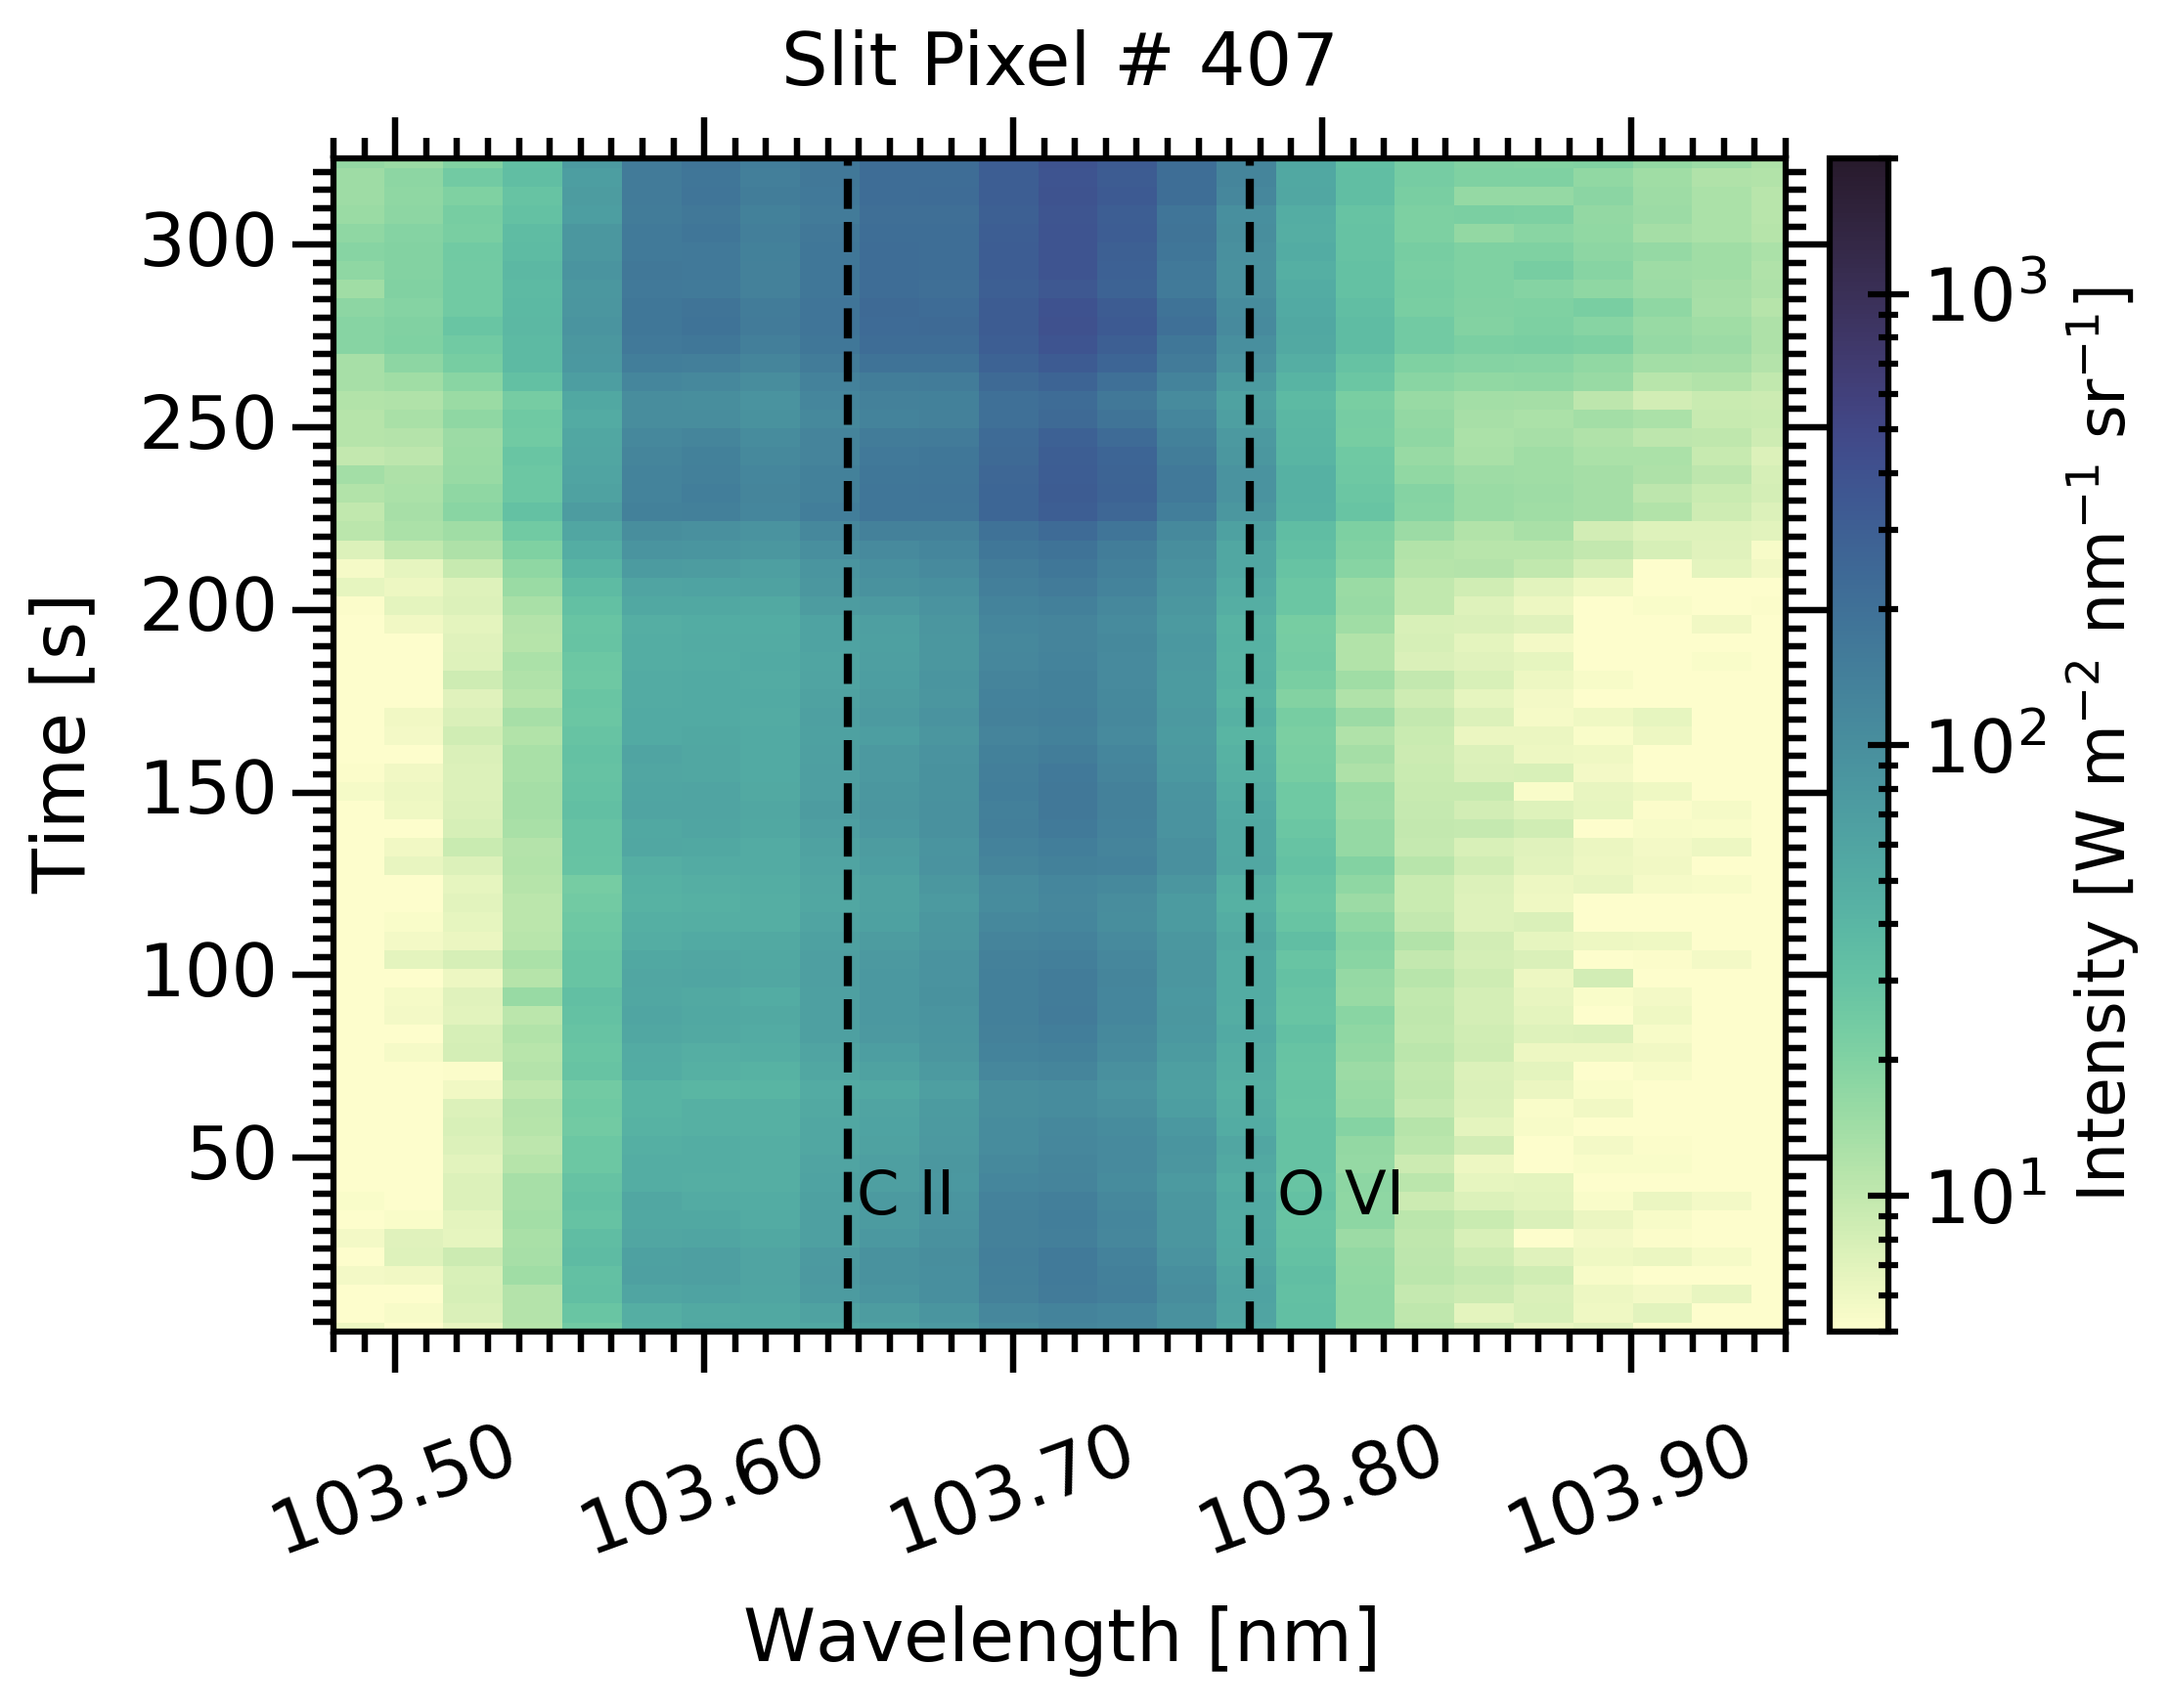 Slit Pixel # 407
300
250
200
150
100
50
Time [s]
C II
O VI
103.50 103.60 103.70 103.80 103.90
Wavelength [nm]
10³
10²
10¹
Intensity [W m⁻² nm⁻¹ sr⁻¹]